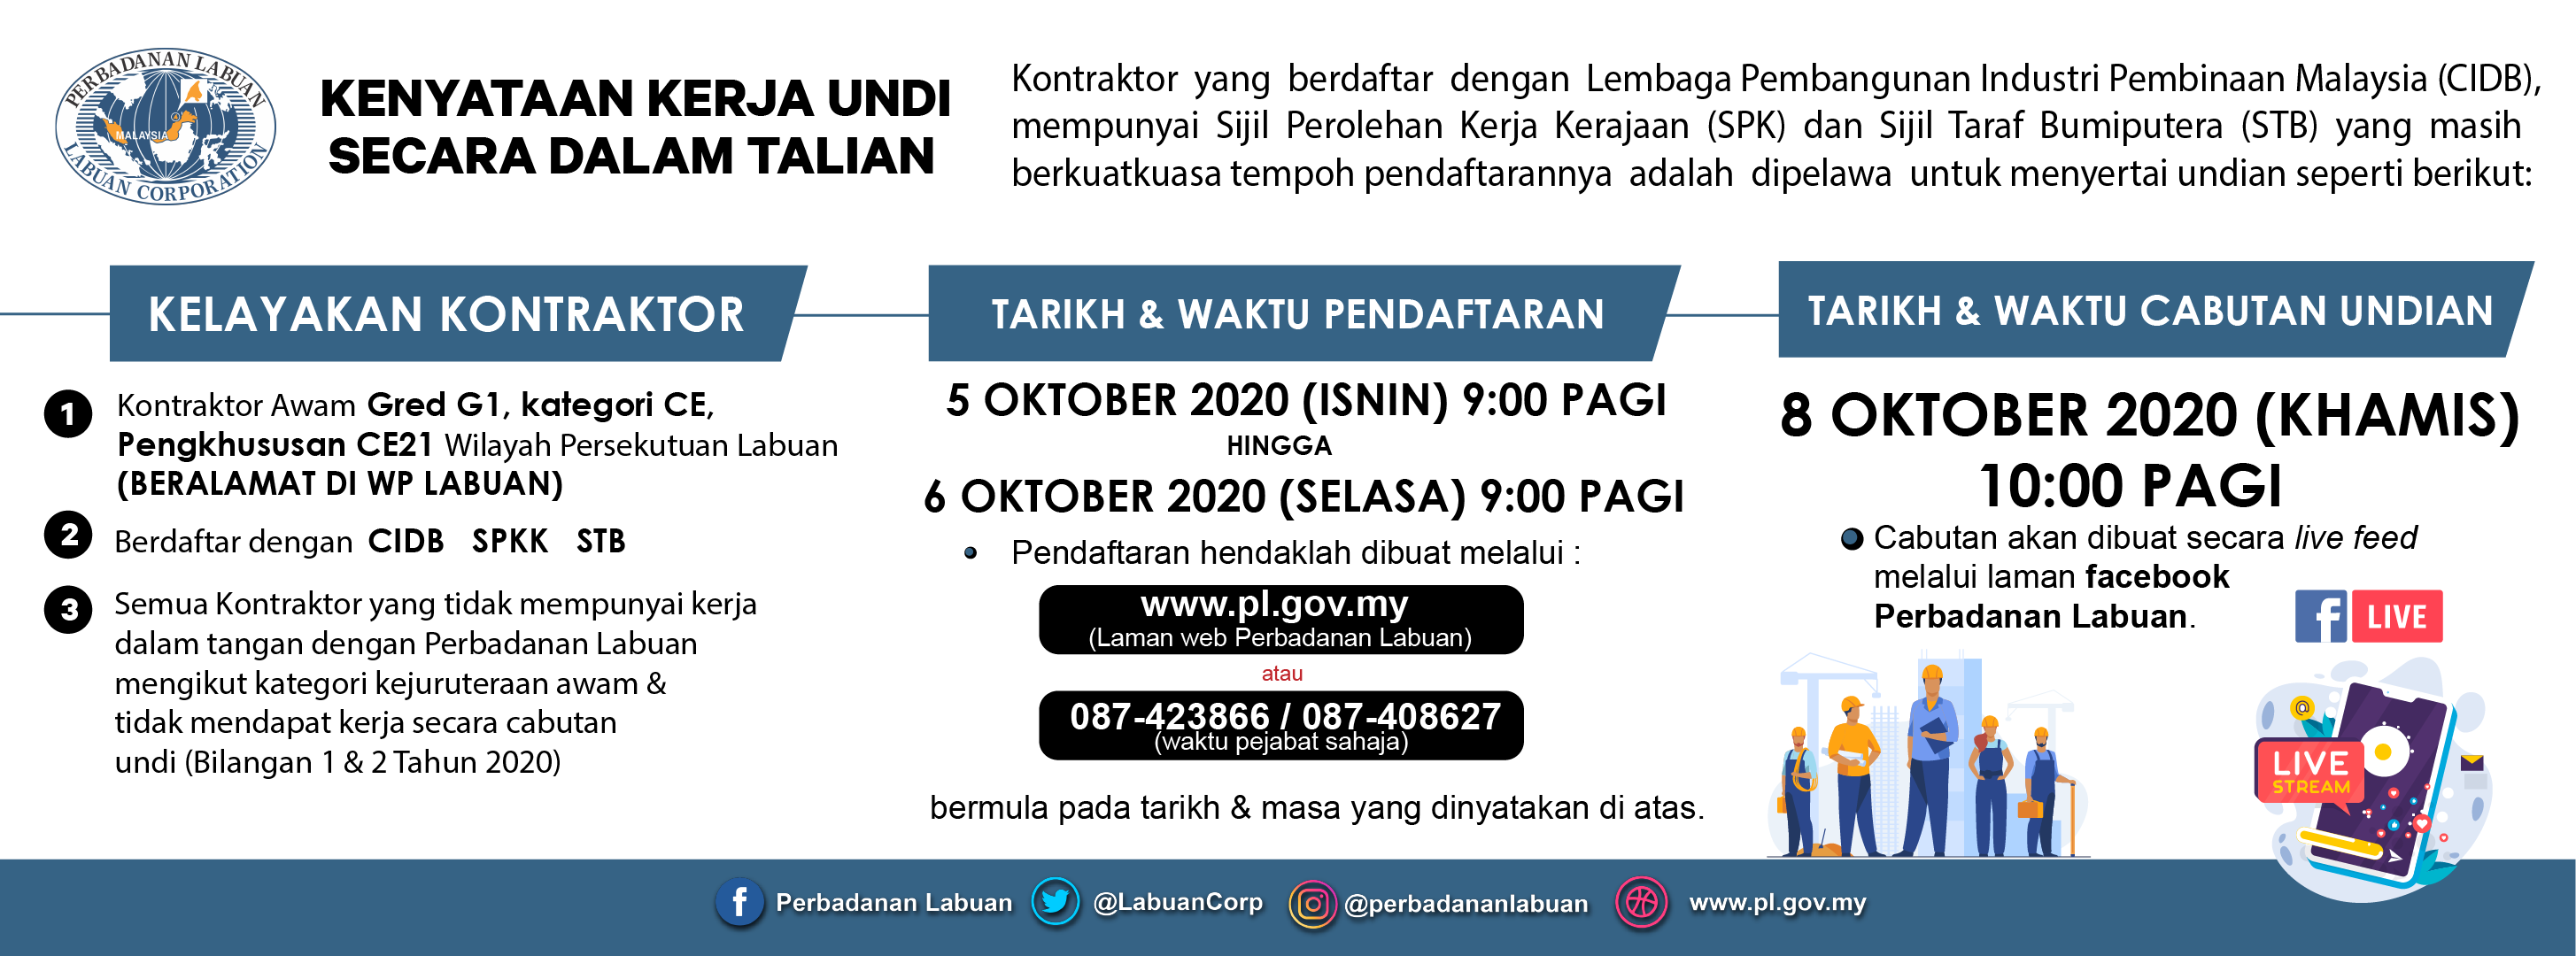 PERBADANAN LABUAN
MALAYSIA
LABUAN CORPORATION
KENYATAAN KERJA UNDI
SECARA DALAM TALIAN
Kontraktor yang berdaftar dengan Lembaga Pembangunan Industri Pembinaan Malaysia (CIDB),
mempunyai Sijil Perolehan Kerja Kerajaan (SPK) dan Sijil Taraf Bumiputera (STB) yang masih
berkuatkuasa tempoh pendaftarannya adalah dipelawa untuk menyertai undian seperti berikut:
KELAYAKAN KONTRAKTOR
1 Kontraktor Awam Gred G1, kategori CE,
Pengkhususan CE21 Wilayah Persekutuan Labuan
(BERALAMAT DI WP LABUAN)
2 Berdaftar dengan CIDB SPKK STB
3 Semua Kontraktor yang tidak mempunyai kerja
dalam tangan dengan Perbadanan Labuan
mengikut kategori kejuruteraan awam &
tidak mendapat kerja secara cabutan
undi (Bilangan 1 & 2 Tahun 2020)
TARIKH & WAKTU PENDAFTARAN
5 OKTOBER 2020 (ISNIN) 9:00 PAGI
HINGGA
6 OKTOBER 2020 (SELASA) 9:00 PAGI
• Pendaftaran hendaklah dibuat melalui :
www.pl.gov.my
(Laman web Perbadanan Labuan)
atau
087-423866 / 087-408627
(waktu pejabat sahaja)
bermula pada tarikh & masa yang dinyatakan di atas.
TARIKH & WAKTU CABUTAN UNDIAN
8 OKTOBER 2020 (KHAMIS)
10:00 PAGI
• Cabutan akan dibuat secara live feed
melalui laman facebook
Perbadanan Labuan.
f LIVE
@
LIVE
STREAM
f Perbadanan Labuan @LabuanCorp @perbadananlabuan www.pl.gov.my